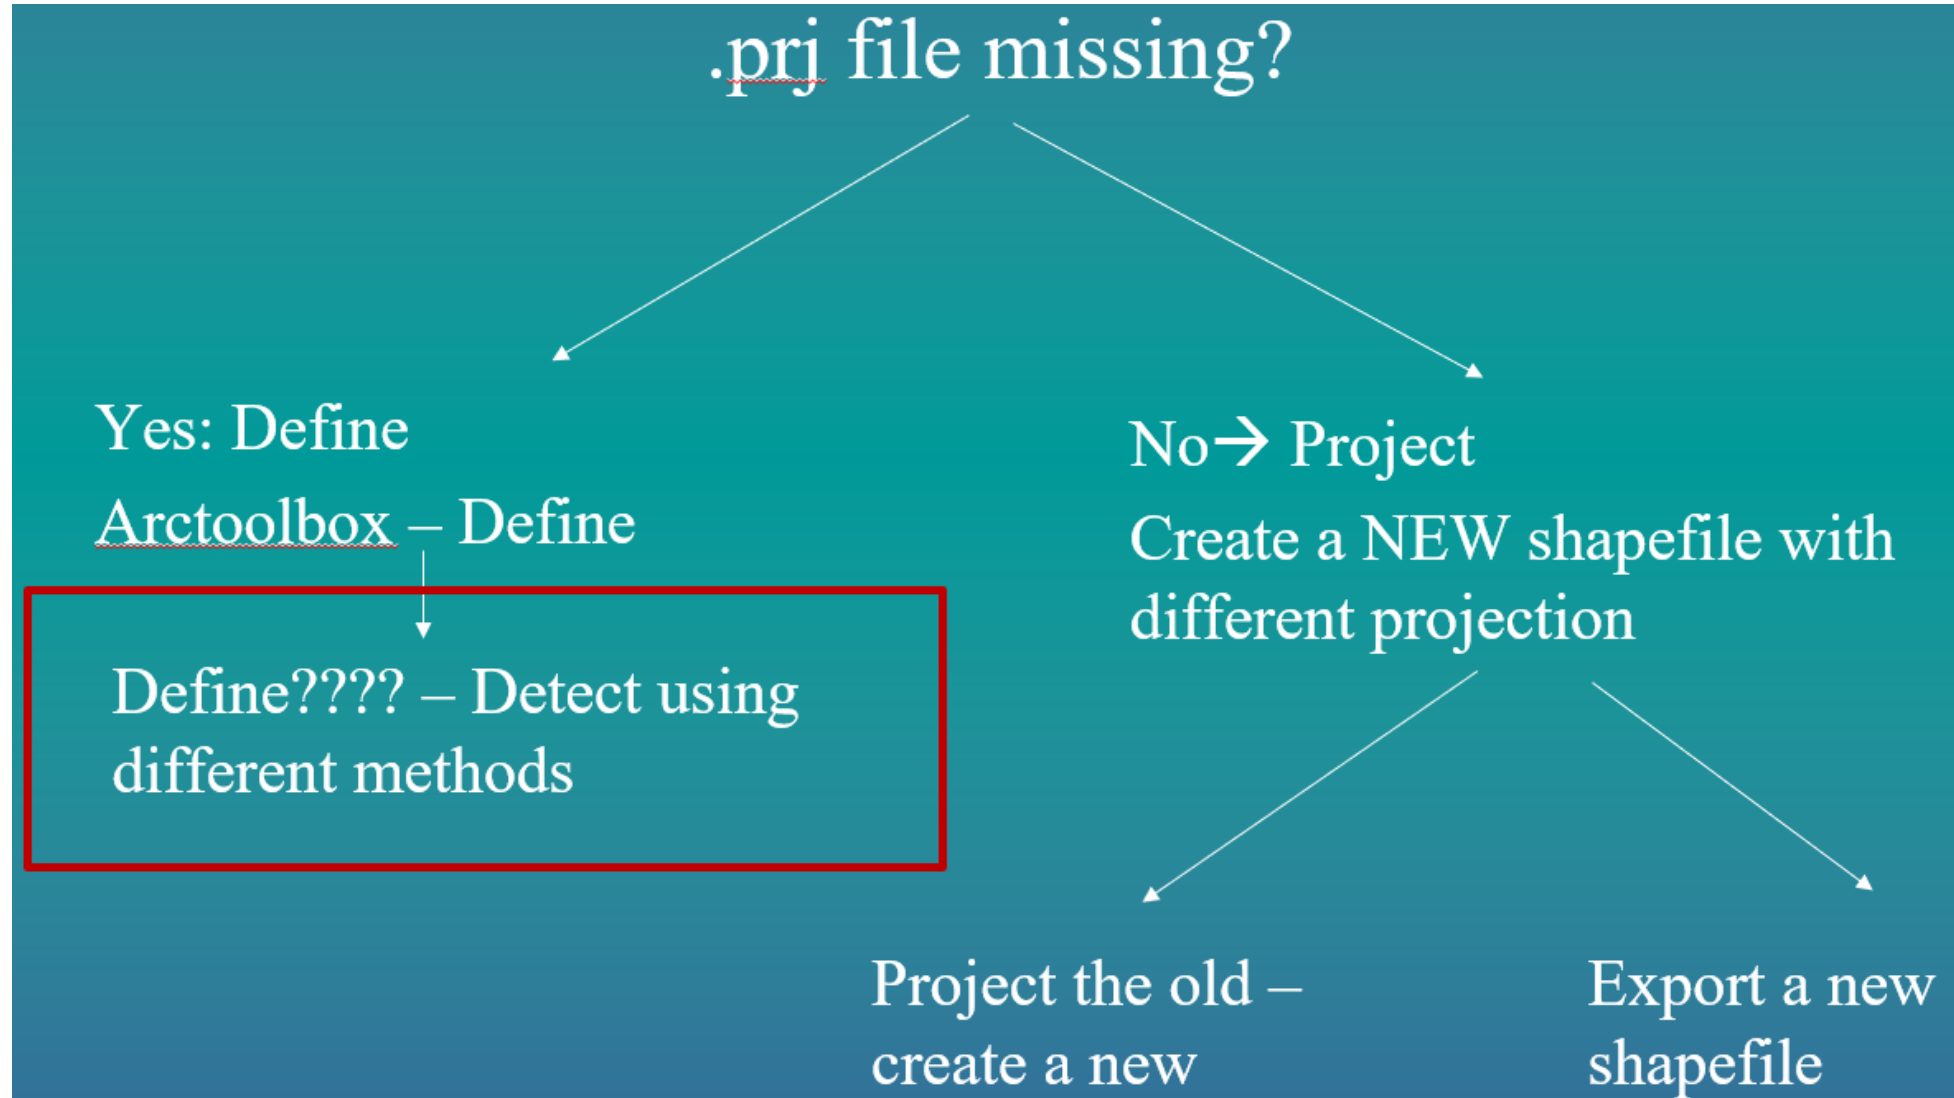 .prj file missing?
Yes: Define
Arctoolbox – Define
Define???? – Detect using
different methods
No→ Project
Create a NEW shapefile with
different projection
Project the old –
create a new
Export a new
shapefile